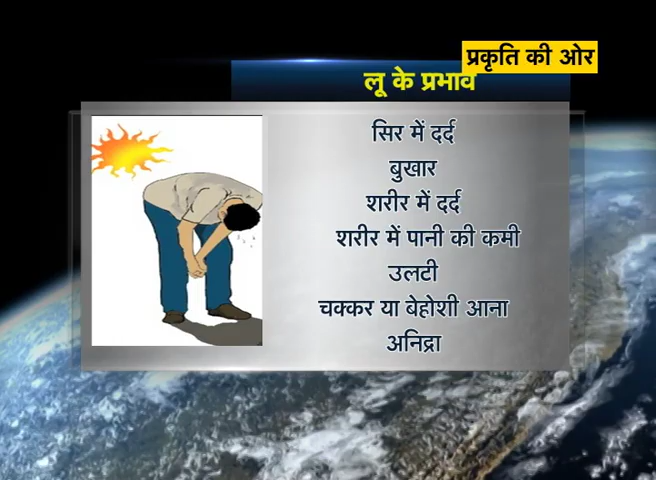 प्रकृति की ओर
लू के प्रभाव
सिर में दर्द
बुखार
शरीर में दर्द
शरीर में पानी की कमी
उलटी
चक्कर या बेहोशी आना
अनिद्रा